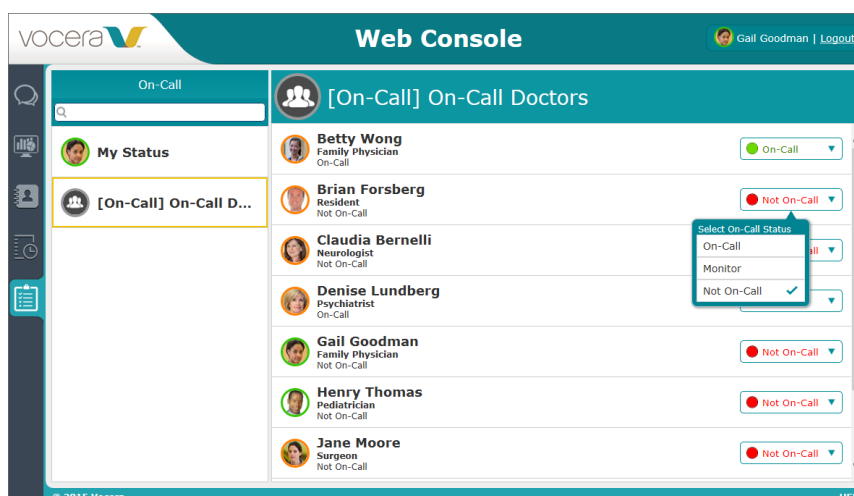 vocera
Web Console
Gail Goodman | Logout
On-Call
[On-Call] On-Call Doctors
My Status
[On-Call] On-Call D...
Betty Wong
Family Physician
On-Call
On-Call
Brian Forsberg
Resident
Not On-Call
Not On-Call
Select On-Call Status
On-Call
Monitor
Not On-Call
Claudia Bernelli
Neurologist
Not On-Call
all
Denise Lundberg
Psychiatrist
On-Call
Gail Goodman
Family Physician
Not On-Call
Not On-Call
Henry Thomas
Pediatrician
Not On-Call
Not On-Call
Jane Moore
Surgeon
Not On-Call
Not On-Call